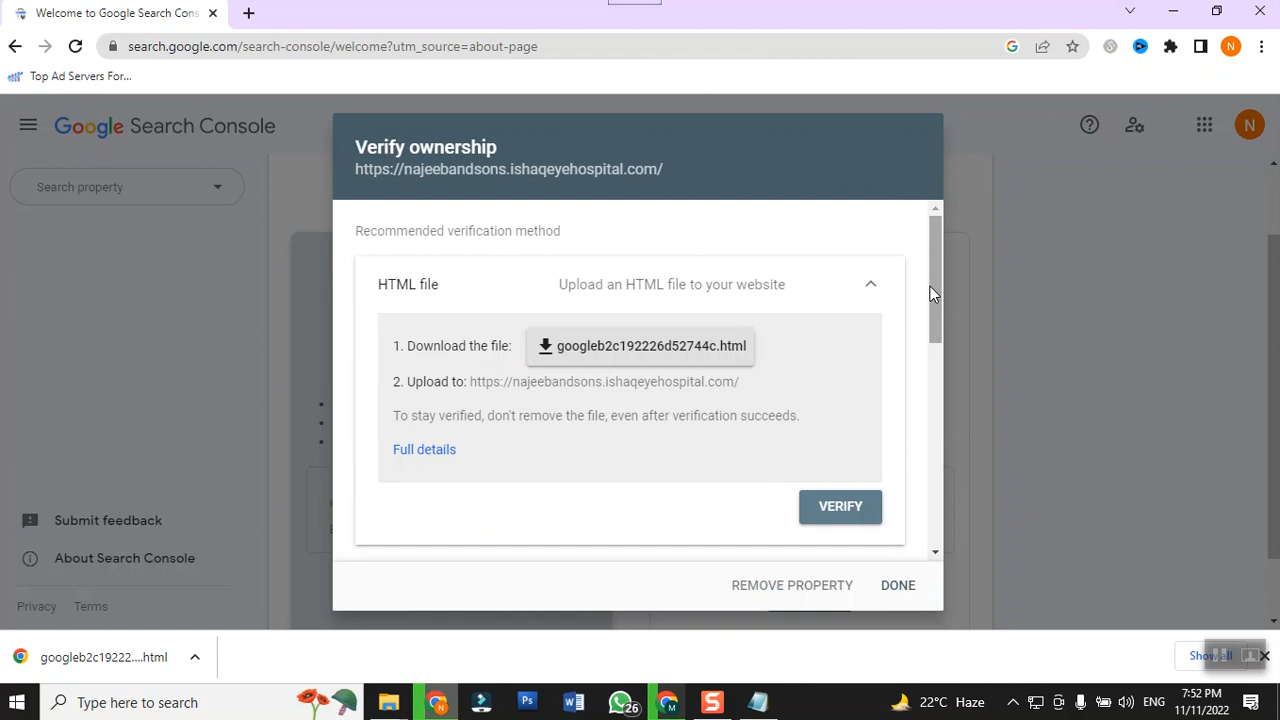 Welcome to Google Search Cons
search.google.com/search-console/welcome?utm_source=about-page
N
Top Ad Servers For...
Google Search Console
N
Search property
Verify ownership
https://najeebandsons.ishaqeyehospital.com/
Recommended verification method
HTML file
Upload an HTML file to your website
1. Download the file:
googleb2c192226d52744c.html
2. Upload to: https://najeebandsons.ishaqeyehospital.com/
To stay verified, don't remove the file, even after verification succeeds.
Full details
VERIFY
REMOVE PROPERTY
DONE
Submit feedback
About Search Console
Privacy
Terms
googleb2c19222....html
Show all
Type here to search
Ps
26
M
S
22°C Haze
ENG
7:52 PM
11/11/2022